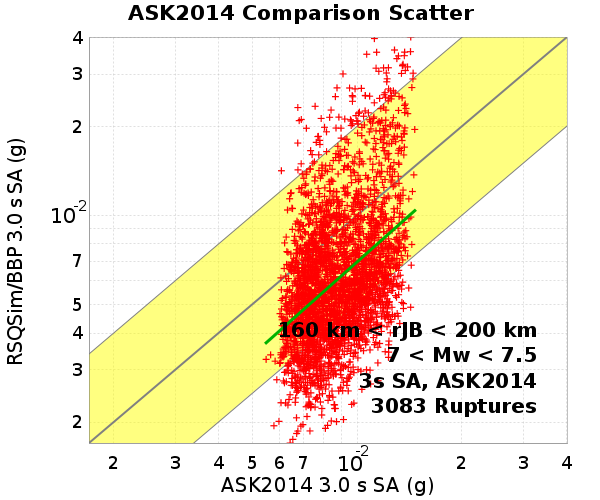 ASK2014 Comparison Scatter
RSQSim/BBP 3.0 s SA (g)
4
3
2
10-2
7
5
4
3
2
160 km < rJB < 200 km
7 < Mw < 7.5
3s SA, ASK2014
3083 Ruptures
2 3 4 5 6 7 10-2 2 3 4
ASK2014 3.0 s SA (g)